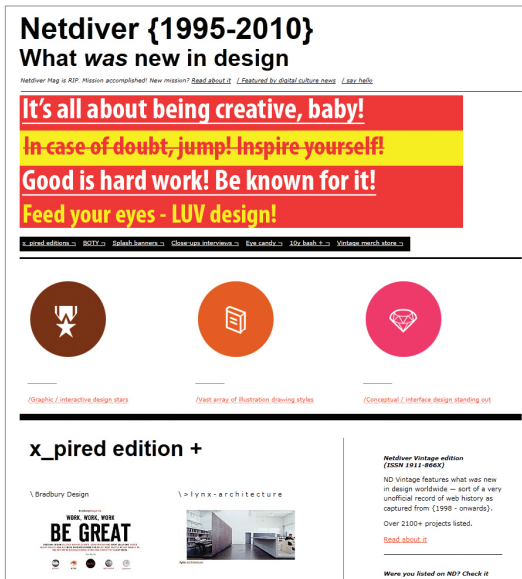 Netdiver {1995-2010}
What was new in design
Netdiver Mag is RIP. Mission accomplished! New mission? Read about it / Featured by digital culture news / say hello
It's all about being creative, baby!
In case of doubt, jump! Inspire yourself!
Good is hard work! Be known for it!
Feed your eyes - LUV design!
x_pired editions ¬ BOTY ¬ Splash banners ¬ Close-ups interviews ¬ Eye candy ¬ 10y bash + ¬ Vintage merch store ¬
/Graphic / interactive design stars
/Vast array of illustration drawing styles
/Conceptual / interface design standing out
x_pired edition +
\ Bradbury Design
\ > l y n x - a r c h i t e c t u r e
WORK, WORK, WORK
BE GREAT
Netdiver Vintage edition
(ISSN 1911-866X)
ND Vintage features what was new
in design worldwide — sort of a very
unofficial record of web history as
captured from {1998 - onwards}.
Over 2100+ projects listed.
Read about it
Were you listed on ND? Check it